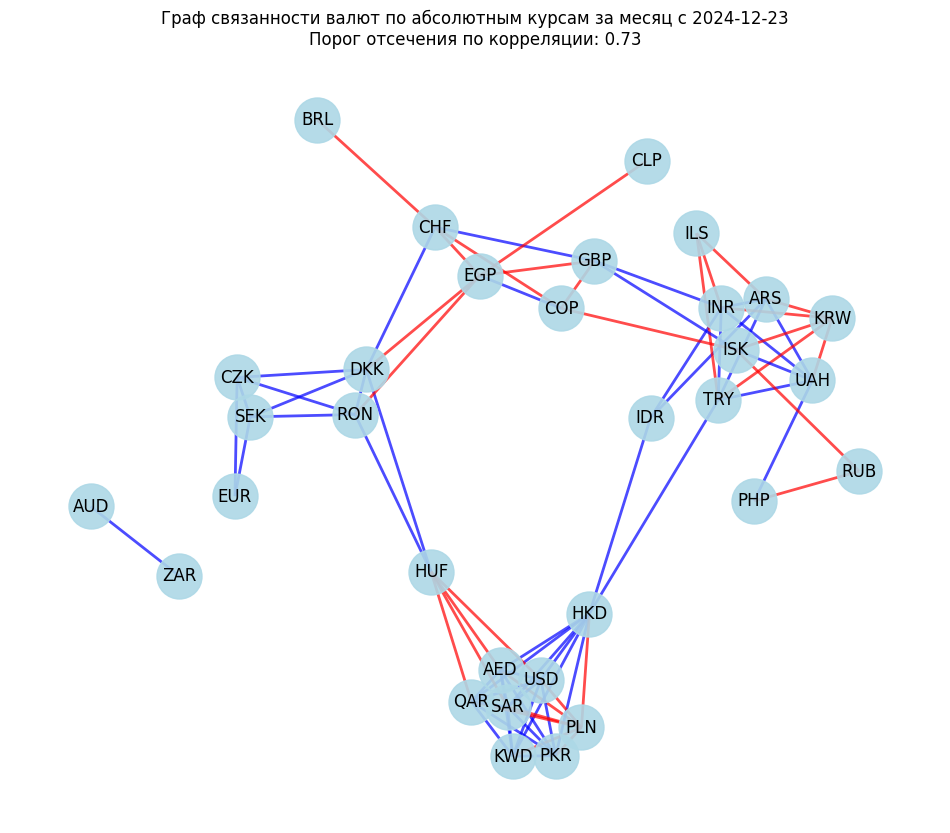 Граф связанности валют по абсолютным курсам за месяц с 2024-12-23
Порог отсечения по корреляции: 0.73
BRL
CLP
CHF
ILS
GBP
EGP
ARS
INR
COP
KRW
ISK
DKK
CZK
UAH
TRY
SEK
RON
IDR
RUB
EUR
PHP
AUD
HUF
ZAR
HKD
AED
USD
QAR
SAR
PLN
KWD
PKR